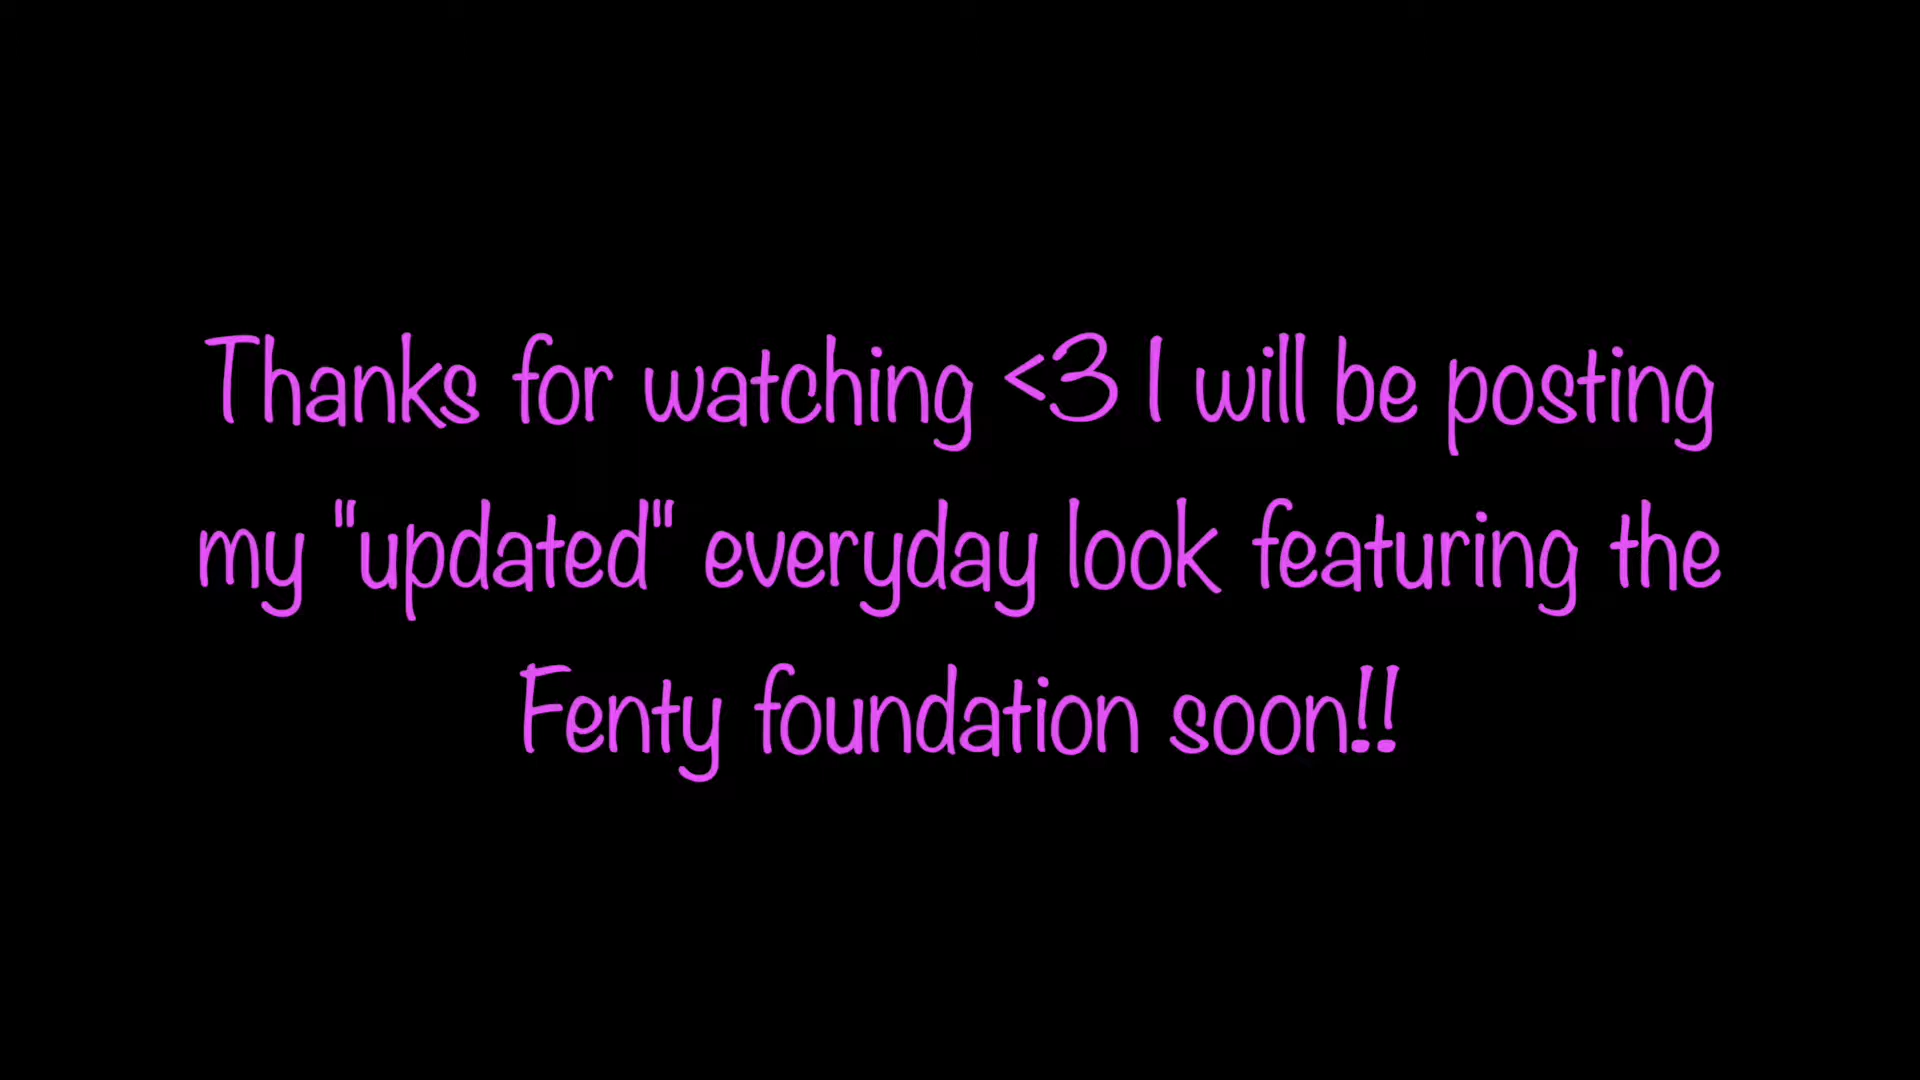 Thanks for watching <3 I will be posting
my "updated" everyday look featuring the
Fenty foundation soon!!